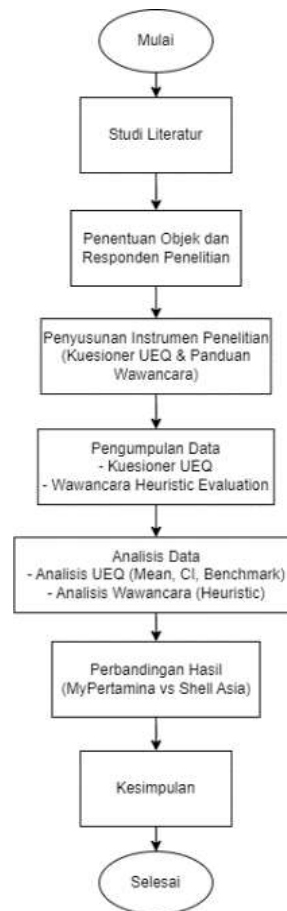 Mulai
Studi Literatur
Penentuan Objek dan
Responden Penelitian
Penyusunan Instrumen Penelitian
(Kuesioner UEQ & Panduan
Wawancara)
Pengumpulan Data
- Kuesioner UEQ
- Wawancara Heuristic Evaluation
Analisis Data
- Analisis UEQ (Mean, CI, Benchmark)
- Analisis Wawancara (Heuristic)
Perbandingan Hasil
(MyPertamina vs Shell Asia)
Kesimpulan
Selesai